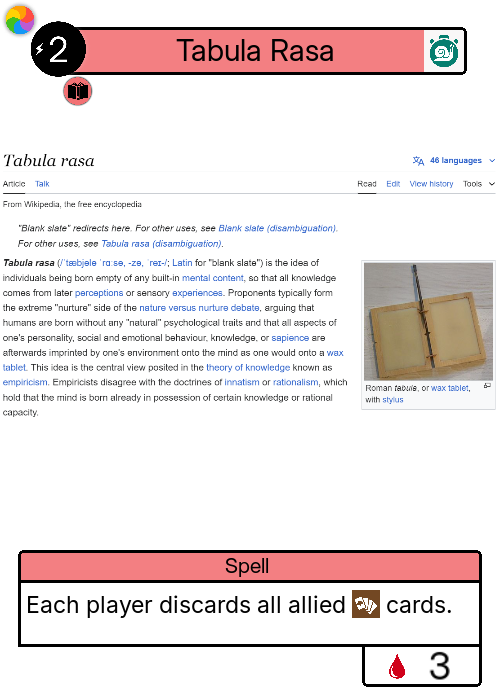 2
Tabula Rasa
Tabula rasa
46 languages
Article Talk Read Edit View history Tools
From Wikipedia, the free encyclopedia
"Blank slate" redirects here. For other uses, see Blank slate (disambiguation).
For other uses, see Tabula rasa (disambiguation).
Tabula rasa (/ˈtæbjələ ˈrɑːsə, -zə, ˈreɪ-/; Latin for "blank slate") is the idea of
individuals being born empty of any built-in mental content, so that all knowledge
comes from later perceptions or sensory experiences. Proponents typically form
the extreme "nurture" side of the nature versus nurture debate, arguing that
humans are born without any "natural" psychological traits and that all aspects of
one's personality, social and emotional behaviour, knowledge, or sapience are
afterwards imprinted by one's environment onto the mind as one would onto a wax
tablet. This idea is the central view posited in the theory of knowledge known as
empiricism. Empiricists disagree with the doctrines of innatism or rationalism, which
hold that the mind is born already in possession of certain knowledge or rational
capacity.
Roman tabula, or wax tablet,
with stylus
Spell
Each player discards all allied cards.
3